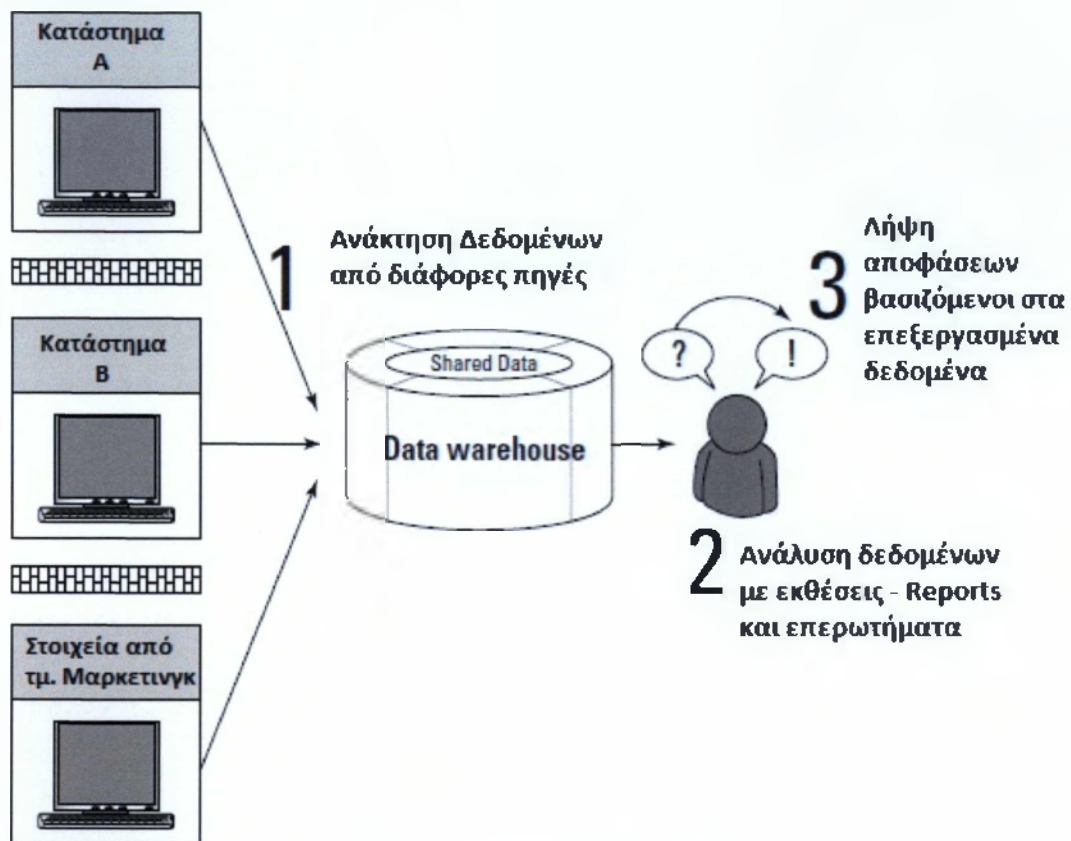 Κατάστημα
Α
1
Ανάκτηση Δεδομένων
από διάφορες πηγές
Κατάστημα
Β
Shared Data
Data warehouse
?
!
3
Λήψη
αποφάσεων
βασιζόμενοι στα
επεξεργασμένα
δεδομένα
2
Ανάλυση δεδομένων
με εκθέσεις - Reports
και επερωτήματα
Στοιχεία από
τμ. Μαρκετινγκ